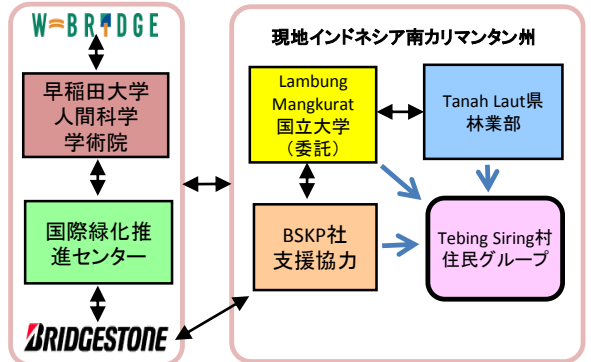 W-BRIDGE
早稲田大学
人間科学
学術院
国際緑化推
進センター
BRIDGESTONE
現地インドネシア南カリマンタン州
Lambung
Mangkurat
国立大学
（委託）
Tanah Laut県
林業部
BSKP社
支援協力
Tebing Siring村
住民グループ